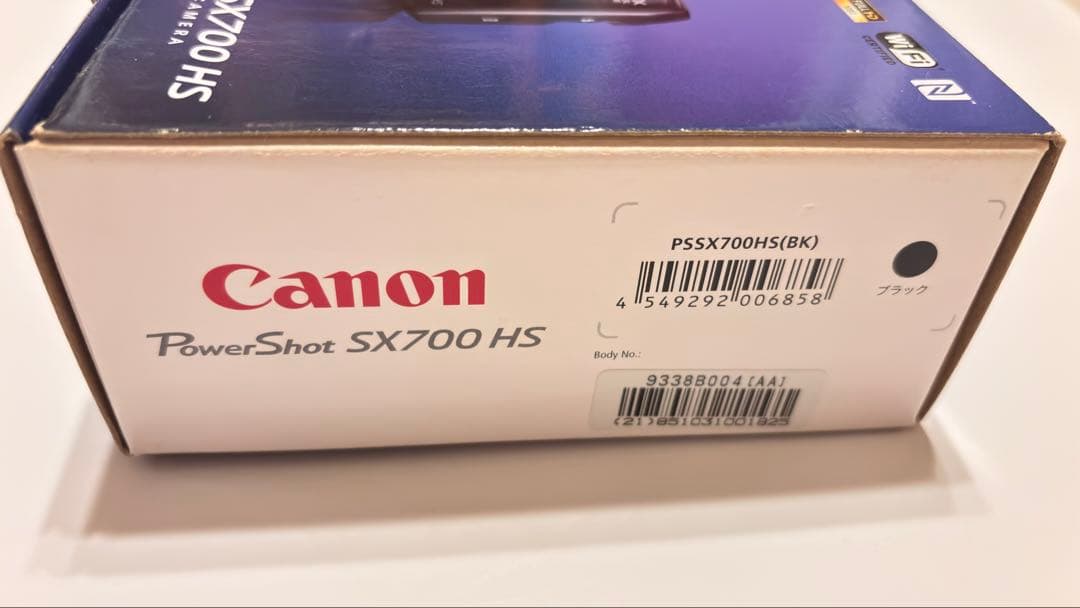 SX700 HS
CAMERA
Wi Fi
CERTIFIED
Canon
PowerShot SX700 HS
PSSX700HS(BK)
4 549292 006858
ブラック
Body No.:
9338B004[AA]
(21)851031001825